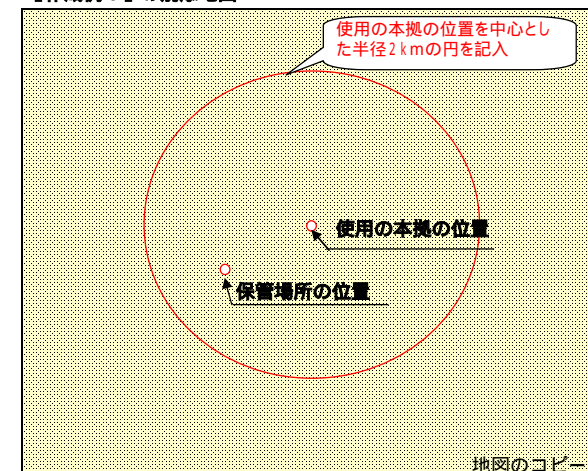 使用の本拠の位置を中心とし
た半径2kmの円を記入
使用の本拠の位置
保管場所の位置
地図のコピー